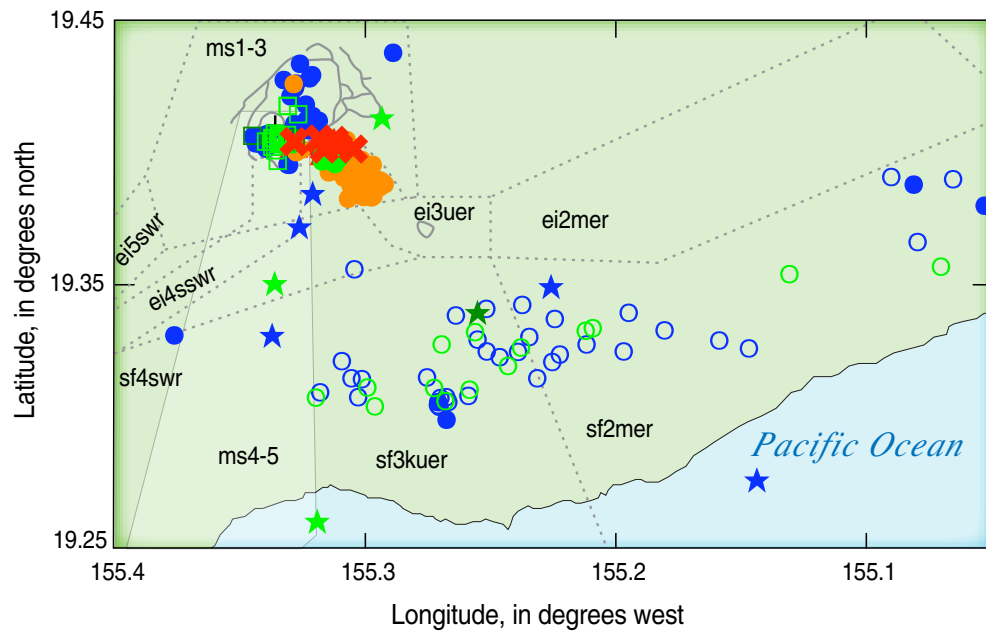 19.45
ms1-3
ei5swr
ei4sswr
ei3uer
ei2mer
19.35
sf4swr
ms4-5
sf3kuer
sf2mer
Pacific Ocean
19.25
155.4
155.3
155.2
155.1
Latitude, in degrees north
Longitude, in degrees west